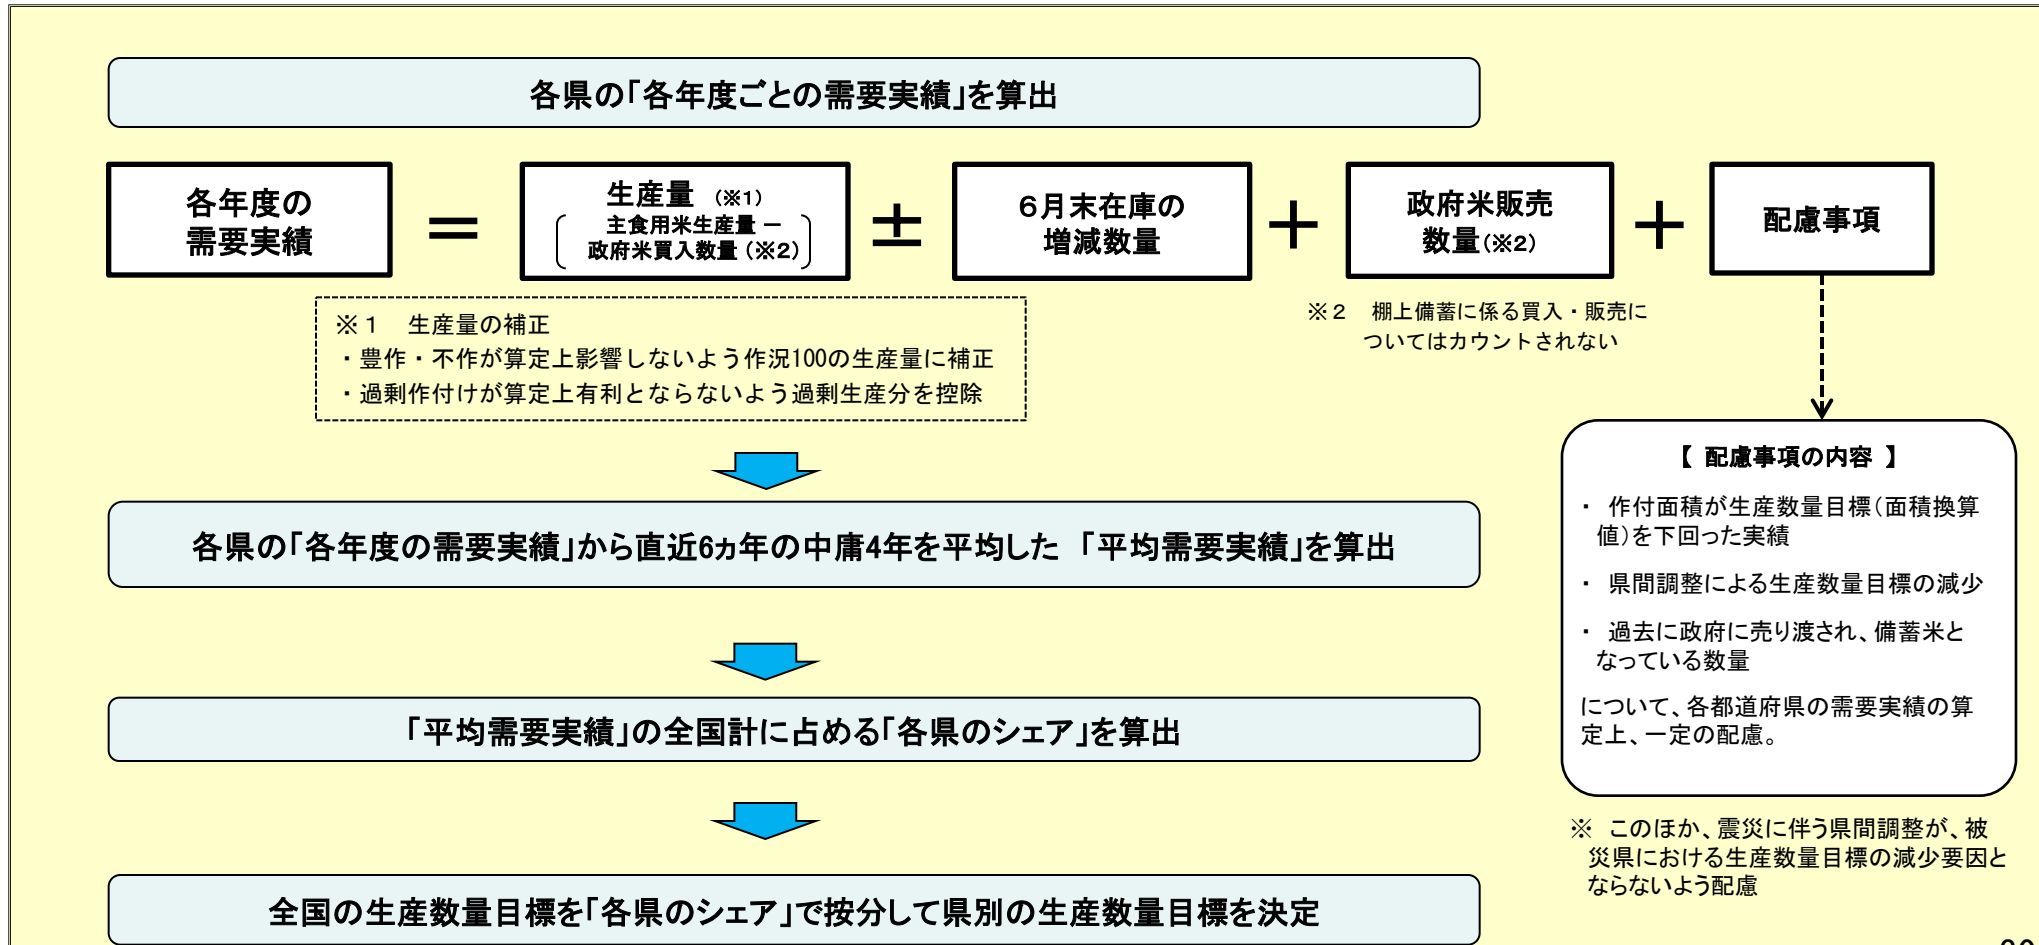 各県の「各年度ごとの需要実績」を算出
各年度の
需要実績
＝
生産量 (※1)
主食用米生産量 －
政府米買入数量(※2)
±
６月末在庫の
増減数量
＋
政府米販売
数量(※2)
＋
配慮事項
※１　生産量の補正
・豊作・不作が算定上影響しないよう作況100の生産量に補正
・過剰作付けが算定上有利とならないよう過剰生産分を控除
※２　棚上備蓄に係る買入・販売に
ついてはカウントされない
各県の「各年度の需要実績」から直近6ヵ年の中庸4年を平均した 「平均需要実績」を算出
「平均需要実績」の全国計に占める「各県のシェア」を算出
全国の生産数量目標を「各県のシェア」で按分して県別の生産数量目標を決定
【 配慮事項の内容 】
・ 作付面積が生産数量目標（面積換算
値）を下回った実績
・ 県間調整による生産数量目標の減少
・ 過去に政府に売り渡され、備蓄米と
なっている数量
について、各都道府県の需要実績の算
定上、一定の配慮。
※ このほか、震災に伴う県間調整が、被
災県における生産数量目標の減少要因と
ならないよう配慮